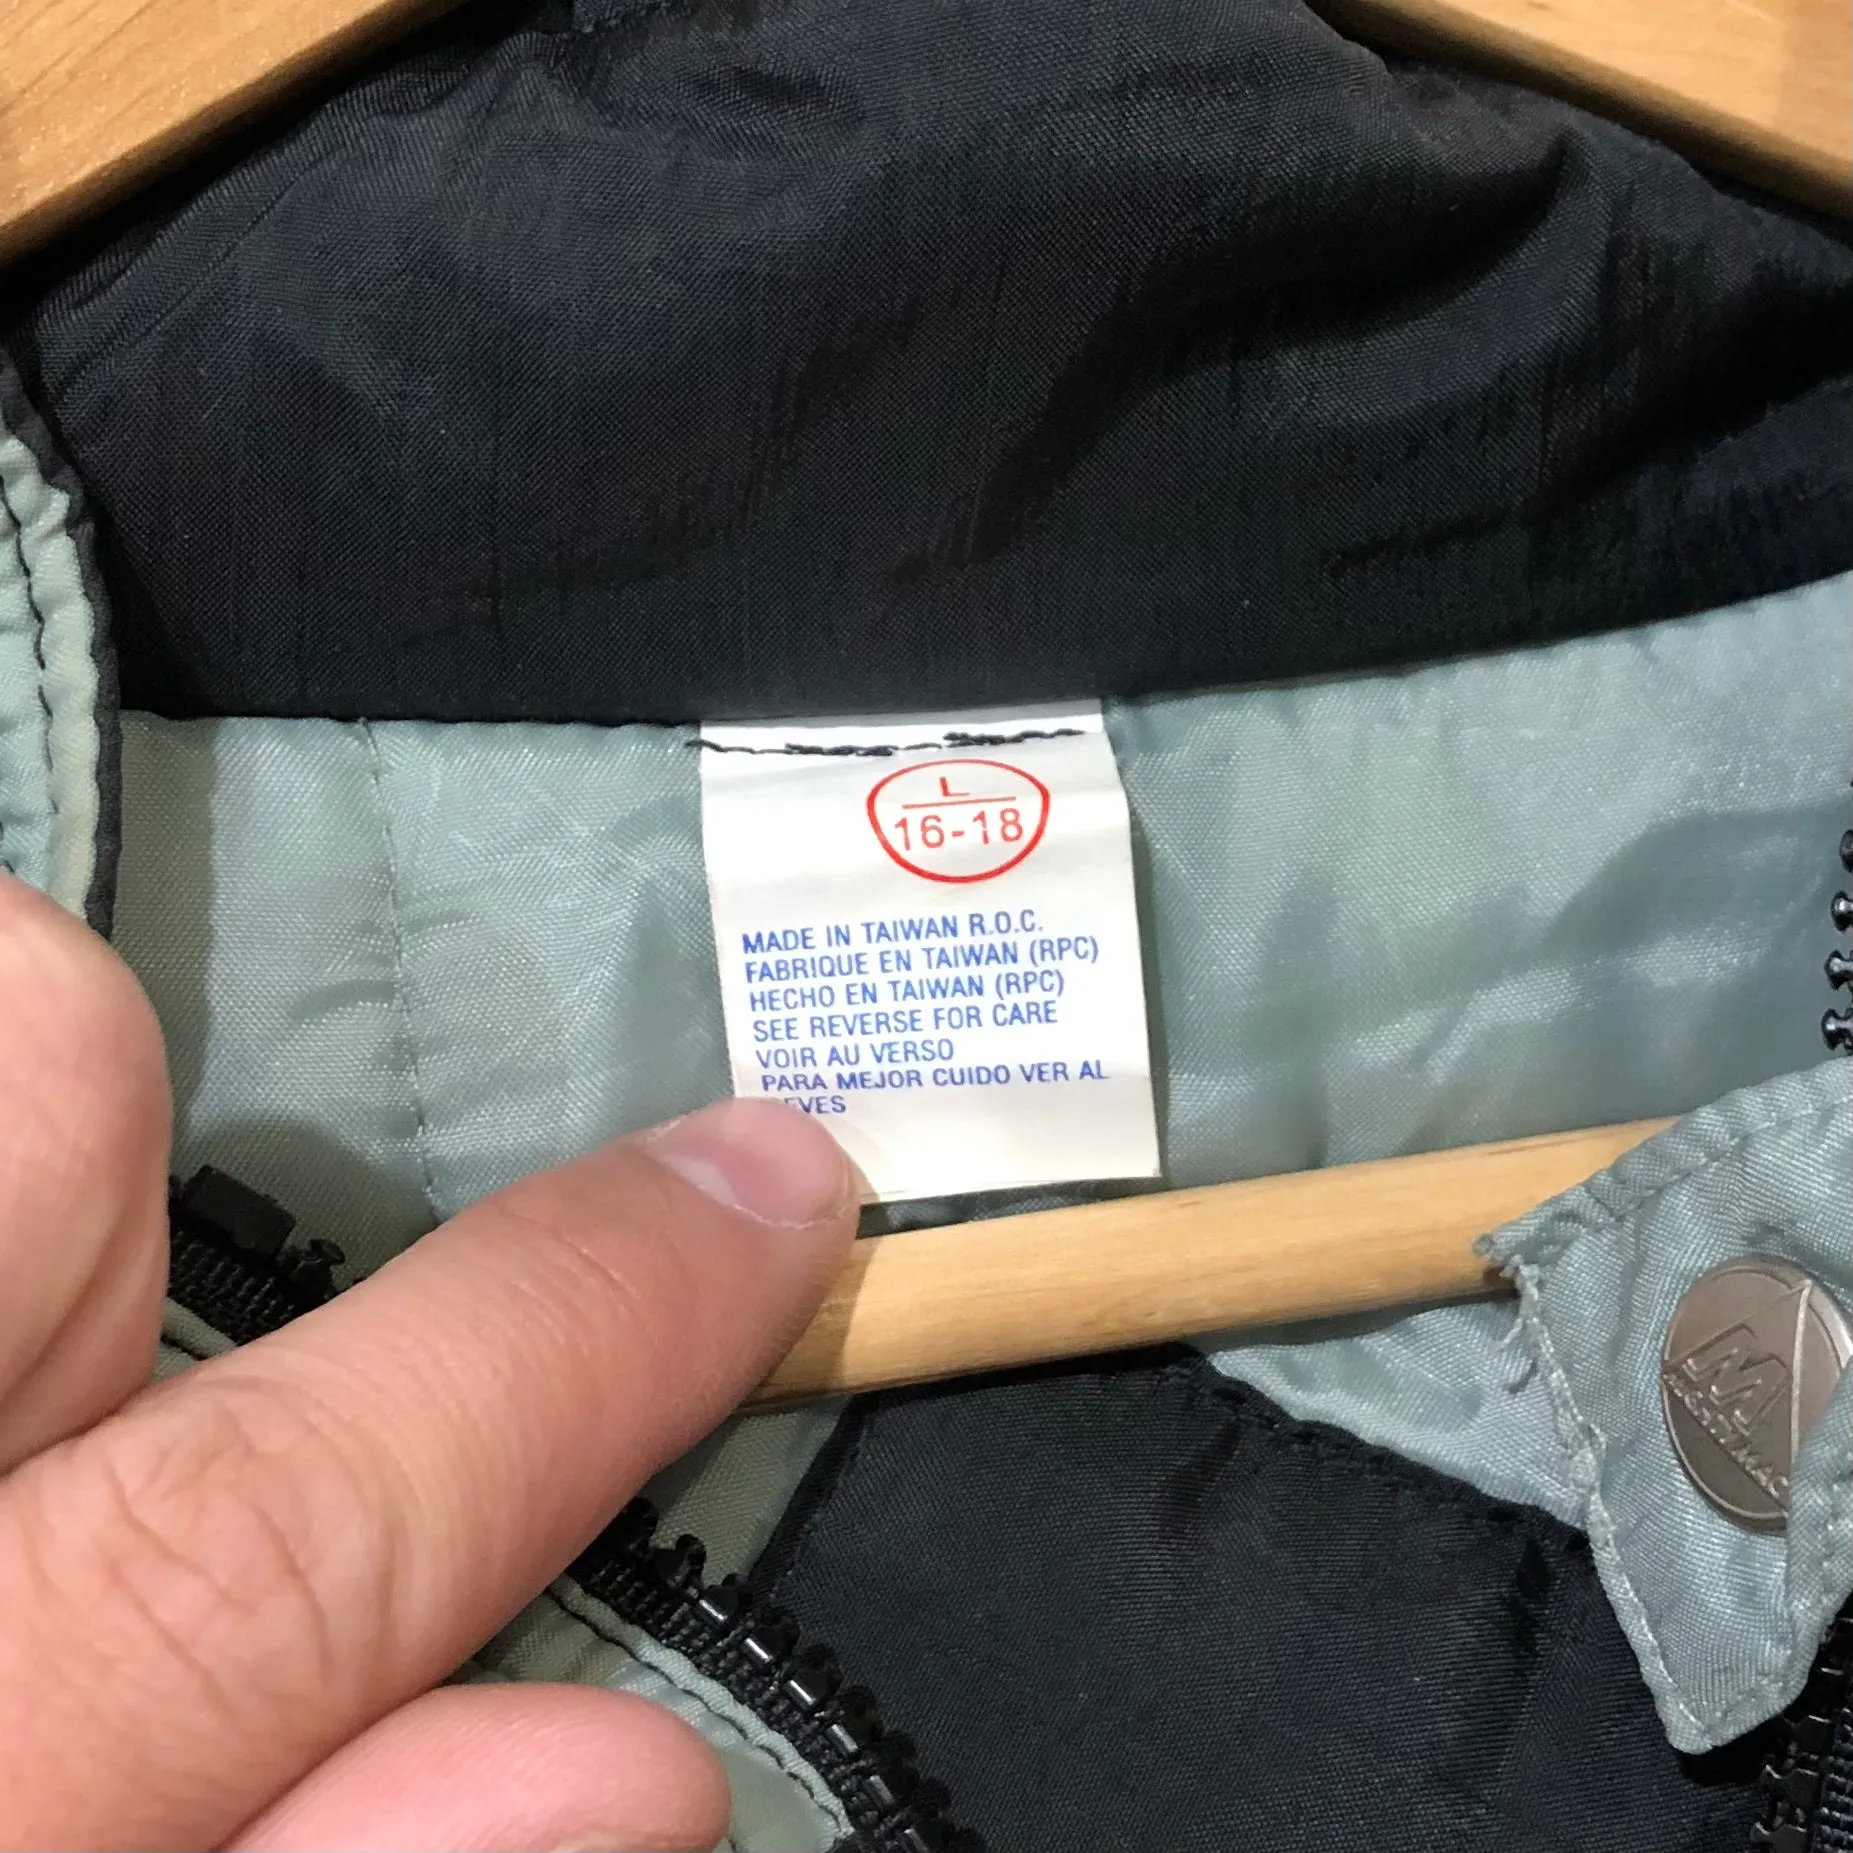 L
16-18
MADE IN TAIWAN R.O.C.
FABRIQUE EN TAIWAN (RPC)
HECHO EN TAIWAN (RPC)
SEE REVERSE FOR CARE
VOIR AU VERSO
PARA MEJOR CUIDO VER AL
EVES
M